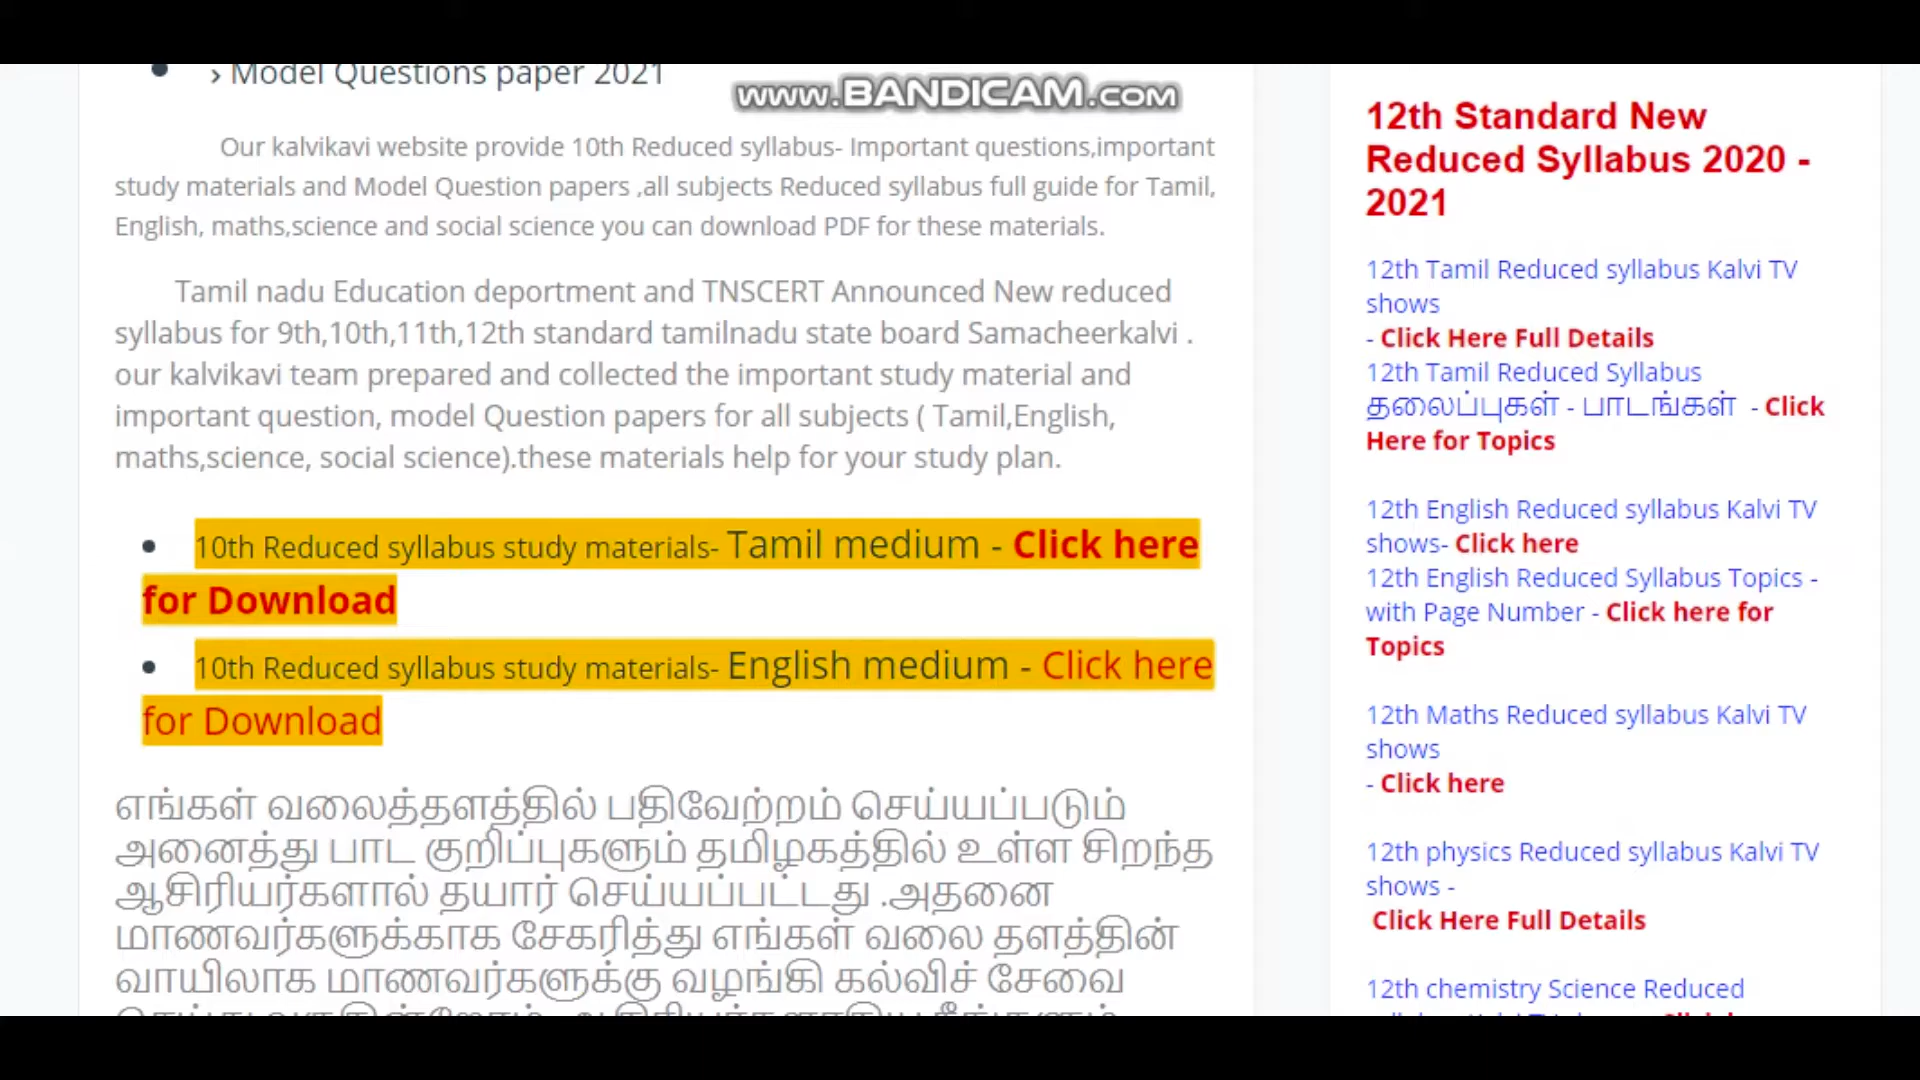 › Model Questions paper 2021
www.BANDICAM.com
Our kalvikavi website provide 10th Reduced syllabus- Important questions,important
study materials and Model Question papers ,all subjects Reduced syllabus full guide for Tamil,
English, maths,science and social science you can download PDF for these materials.
Tamil nadu Education deportment and TNSCERT Announced New reduced
syllabus for 9th,10th,11th,12th standard tamilnadu state board Samacheerkalvi .
our kalvikavi team prepared and collected the important study material and
important question, model Question papers for all subjects ( Tamil,English,
maths,science, social science).these materials help for your study plan.
10th Reduced syllabus study materials- Tamil medium - Click here
for Download
10th Reduced syllabus study materials- English medium - Click here
for Download
எங்கள் வலைத்தளத்தில் பதிவேற்றம் செய்யப்படும்
அனைத்து பாட குறிப்புகளும் தமிழகத்தில் உள்ள சிறந்த
ஆசிரியர்களால் தயார் செய்யப்பட்டது .அதனை
மாணவர்களுக்காக சேகரித்து எங்கள் வலை தளத்தின்
வாயிலாக மாணவர்களுக்கு வழங்கி கல்விச் சேவை
12th Standard New
Reduced Syllabus 2020 -
2021
12th Tamil Reduced syllabus Kalvi TV
shows
- Click Here Full Details
12th Tamil Reduced Syllabus
தலைப்புகள் - பாடங்கள் - Click
Here for Topics
12th English Reduced syllabus Kalvi TV
shows- Click here
12th English Reduced Syllabus Topics -
with Page Number - Click here for
Topics
12th Maths Reduced syllabus Kalvi TV
shows
- Click here
12th physics Reduced syllabus Kalvi TV
shows -
Click Here Full Details
12th chemistry Science Reduced